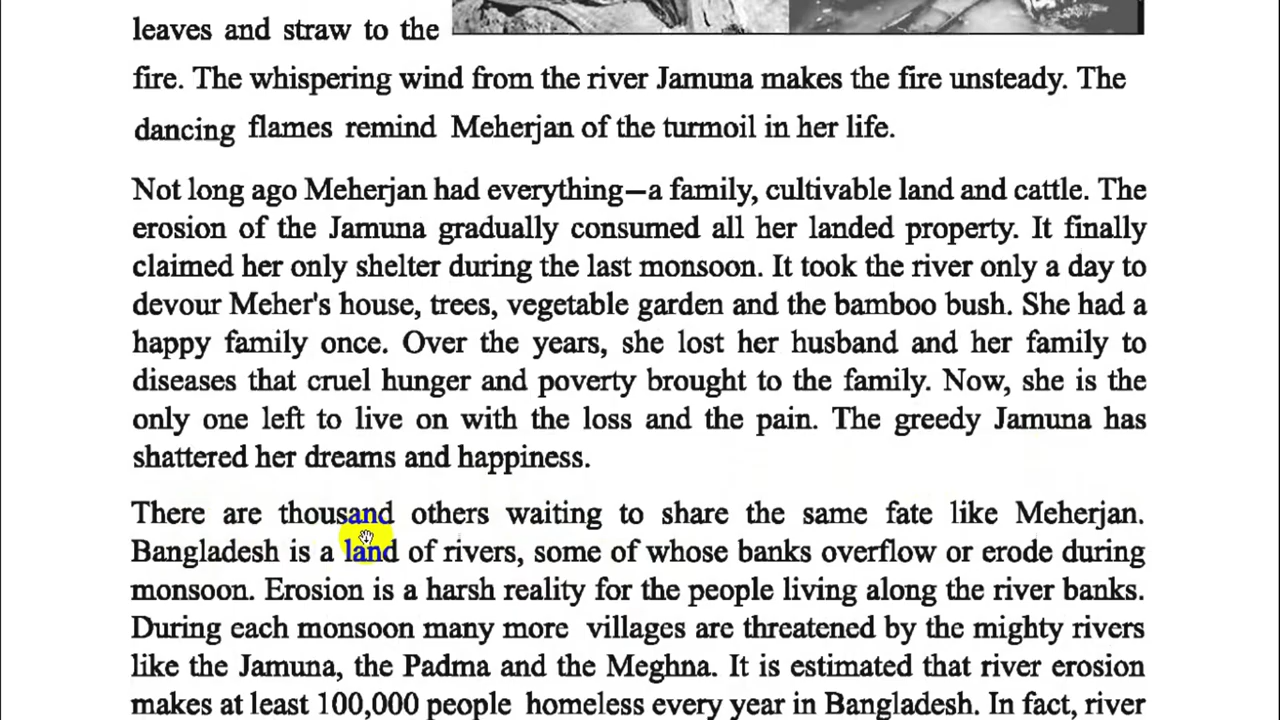 leaves and straw to the
fire. The whispering wind from the river Jamuna makes the fire unsteady. The
dancing flames remind Meherjan of the turmoil in her life.
Not long ago Meherjan had everything—a family, cultivable land and cattle. The
erosion of the Jamuna gradually consumed all her landed property. It finally
claimed her only shelter during the last monsoon. It took the river only a day to
devour Meher's house, trees, vegetable garden and the bamboo bush. She had a
happy family once. Over the years, she lost her husband and her family to
diseases that cruel hunger and poverty brought to the family. Now, she is the
only one left to live on with the loss and the pain. The greedy Jamuna has
shattered her dreams and happiness.
There are thousand others waiting to share the same fate like Meherjan.
Bangladesh is a land of rivers, some of whose banks overflow or erode during
monsoon. Erosion is a harsh reality for the people living along the river banks.
During each monsoon many more villages are threatened by the mighty rivers
like the Jamuna, the Padma and the Meghna. It is estimated that river erosion
makes at least 100,000 people homeless every year in Bangladesh. In fact, river